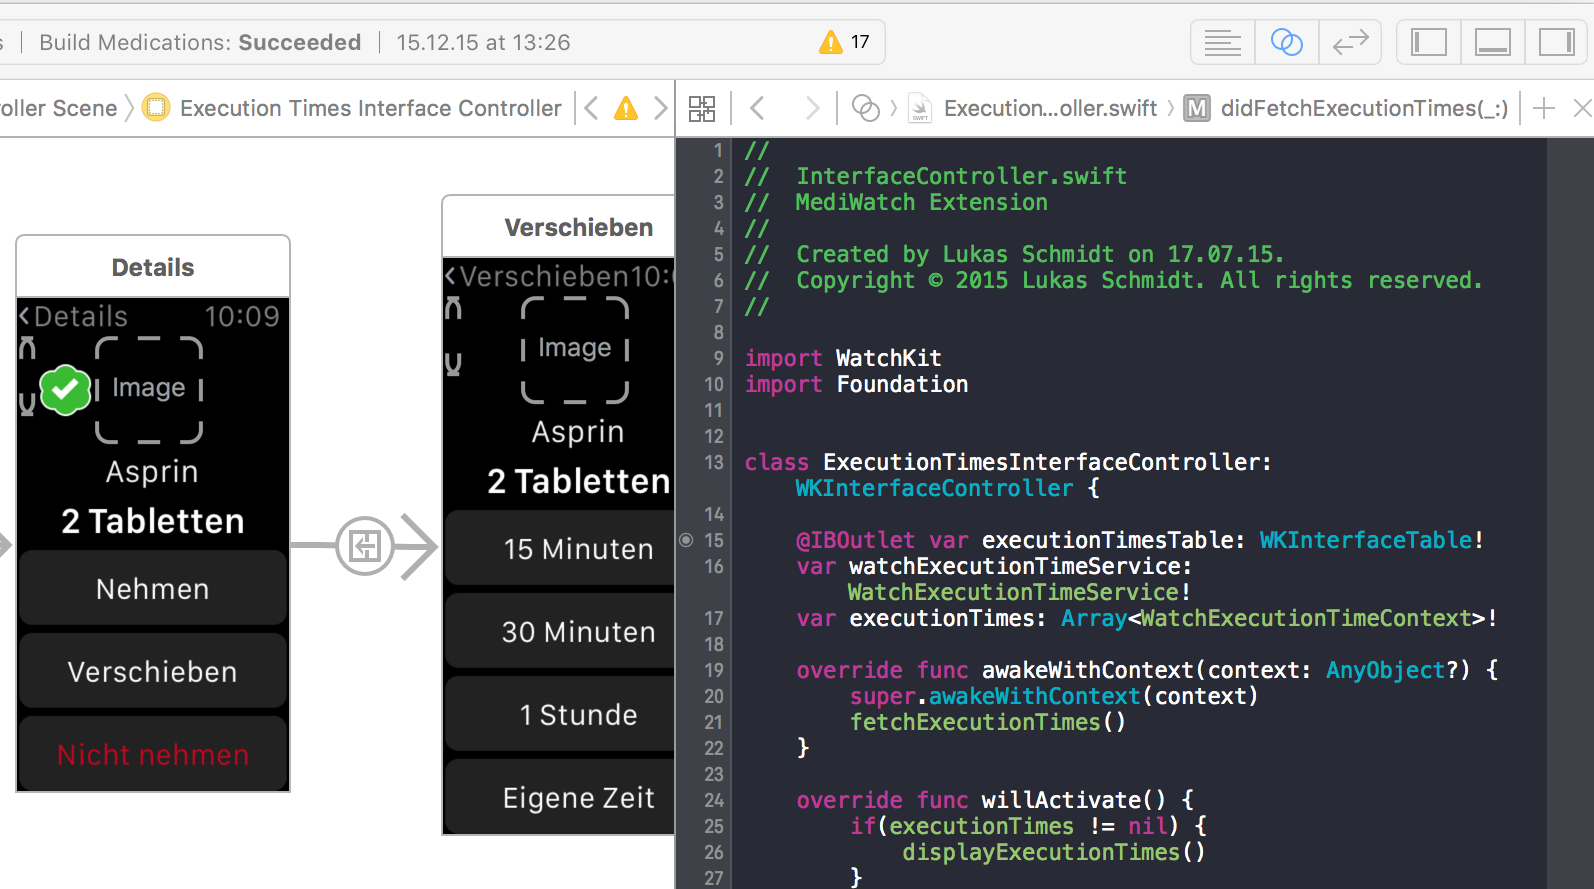 s | Build Medications: Succeeded | 15.12.15 at 13:26
17
oller Scene
Execution Times Interface Controller
Execution...oller.swift
M didFetchExecutionTimes(_:)
Details
Details 10:09
Image
Asprin
2 Tabletten
Nehmen
Verschieben
Nicht nehmen
Verschieben
Verschieben10:
Image
Asprin
2 Tabletten
15 Minuten
30 Minuten
1 Stunde
Eigene Zeit
1 //
2 // InterfaceController.swift
3 // MediWatch Extension
4 //
5 // Created by Lukas Schmidt on 17.07.15.
6 // Copyright © 2015 Lukas Schmidt. All rights reserved.
7 //
8
9 import WatchKit
10 import Foundation
11
12
13 class ExecutionTimesInterfaceController:
WKInterfaceController {
14
15 @IBOutlet var executionTimesTable: WKInterfaceTable!
16 var watchExecutionTimeService:
WatchExecutionTimeService!
17 var executionTimes: Array<WatchExecutionTimeContext>!
18
19 override func awakeWithContext(context: AnyObject?) {
20 super.awakeWithContext(context)
21 fetchExecutionTimes()
22 }
23
24 override func willActivate() {
25 if(executionTimes != nil) {
26 displayExecutionTimes()
27 }